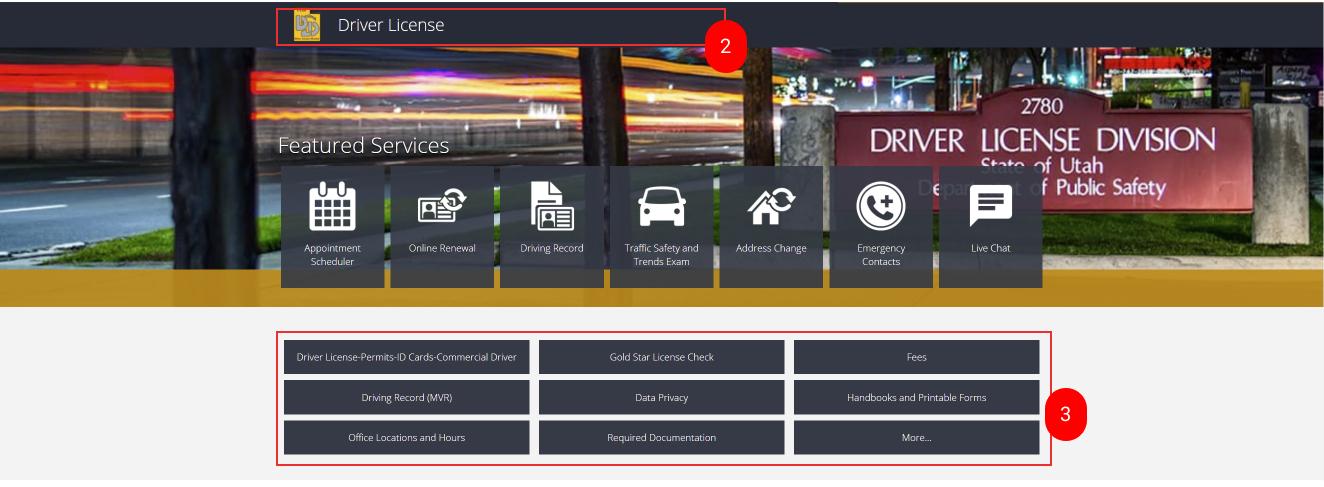 Driver License
2
2780
DRIVER LICENSE DIVISION
State of Utah
of Public Safety
Featured Services
Appointment
Scheduler
Online Renewal
Driving Record
Traffic Safety and
Trends Exam
Address Change
Emergency
Contacts
Live Chat
Driver License-Permits-ID Cards-Commercial Driver
Gold Star License Check
Fees
Driving Record (MVR)
Data Privacy
Handbooks and Printable Forms
3
Office Locations and Hours
Required Documentation
More...